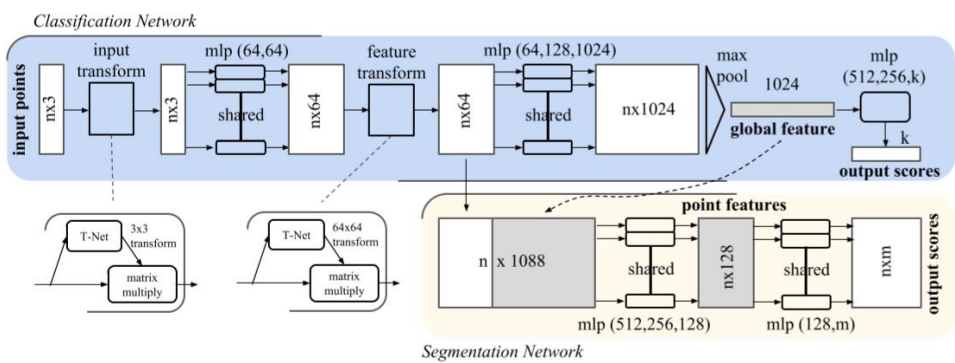 Classification Network
input
transform
mlp (64,64)
feature
transform
mlp (64,128,1024)
max
pool
mlp
(512,256,k)
input points
nx3
nx3
shared
nx64
nx64
shared
nx1024
1024
global feature
k
output scores
T-Net
3x3
transform
matrix
multiply
T-Net
64x64
transform
matrix
multiply
point features
n x 1088
shared
nx128
shared
nxm
output scores
mlp (512,256,128)
mlp (128,m)
Segmentation Network